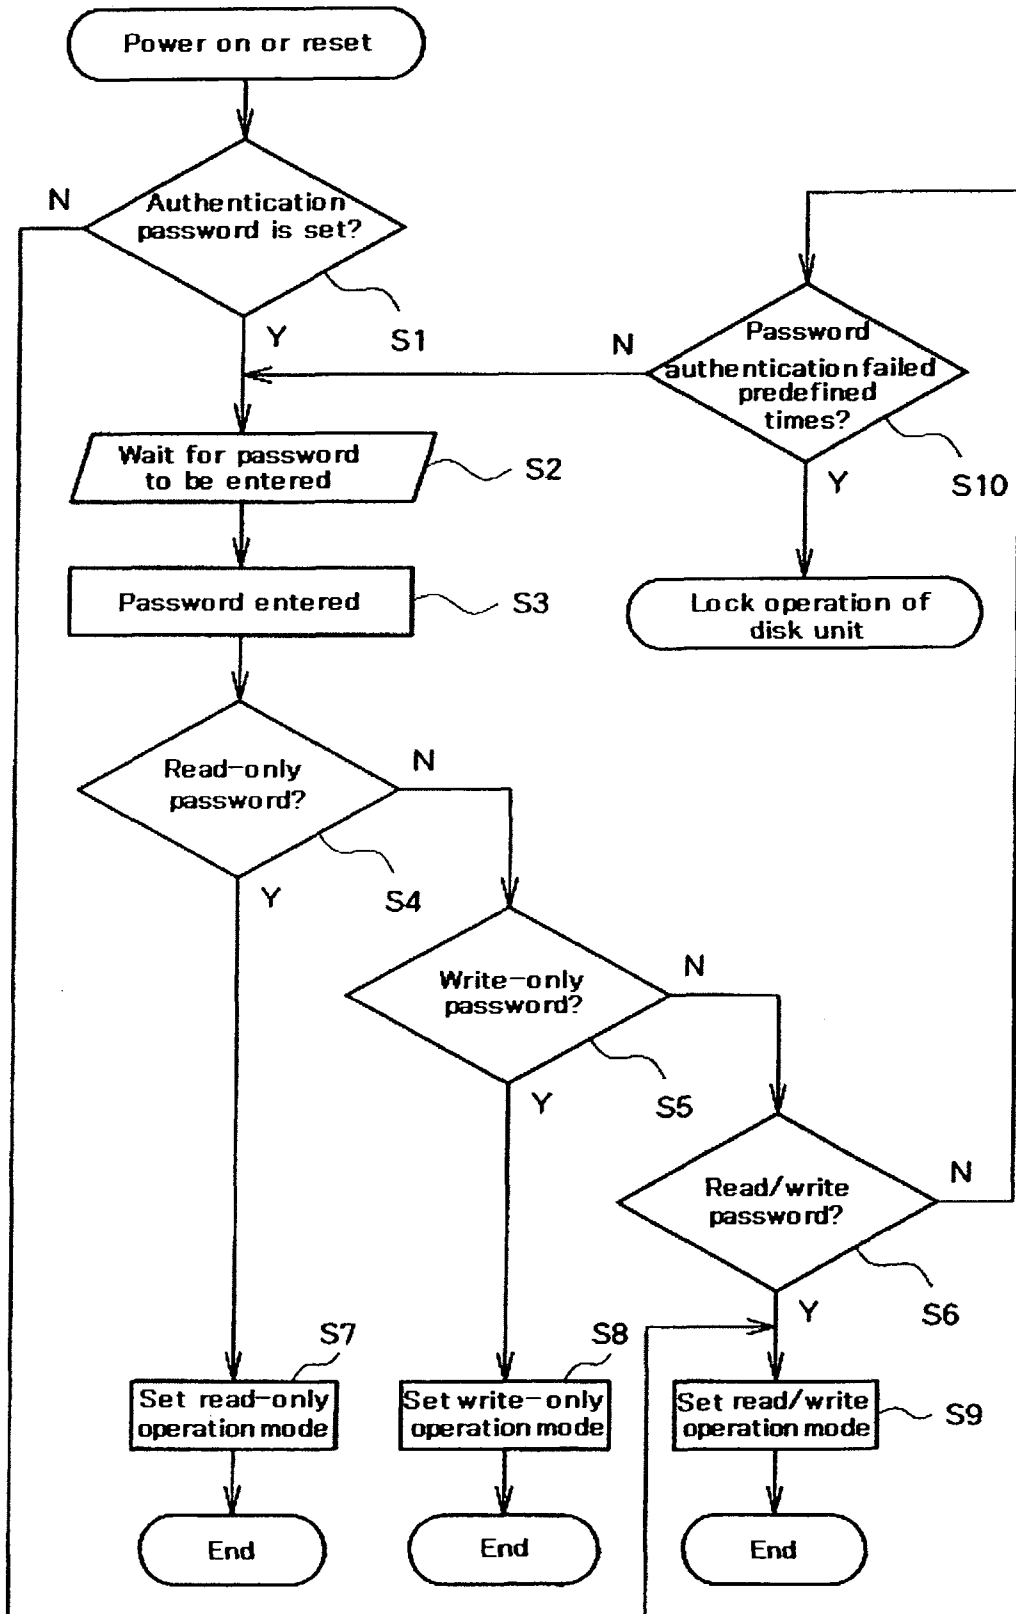 Power on or reset
N
Authentication
password is set?
S1
Y
N
Password
authentication failed
predefined
times?
S10
Y
Wait for password
to be entered
S2
Password entered
S3
Lock operation of
disk unit
Read-only
password?
N
S4
Y
Write-only
password?
N
S5
Y
Read/write
password?
N
S6
Y
S7
Set read-only
operation mode
S8
Set write-only
operation mode
Set read/write
operation mode
S9
End
End
End